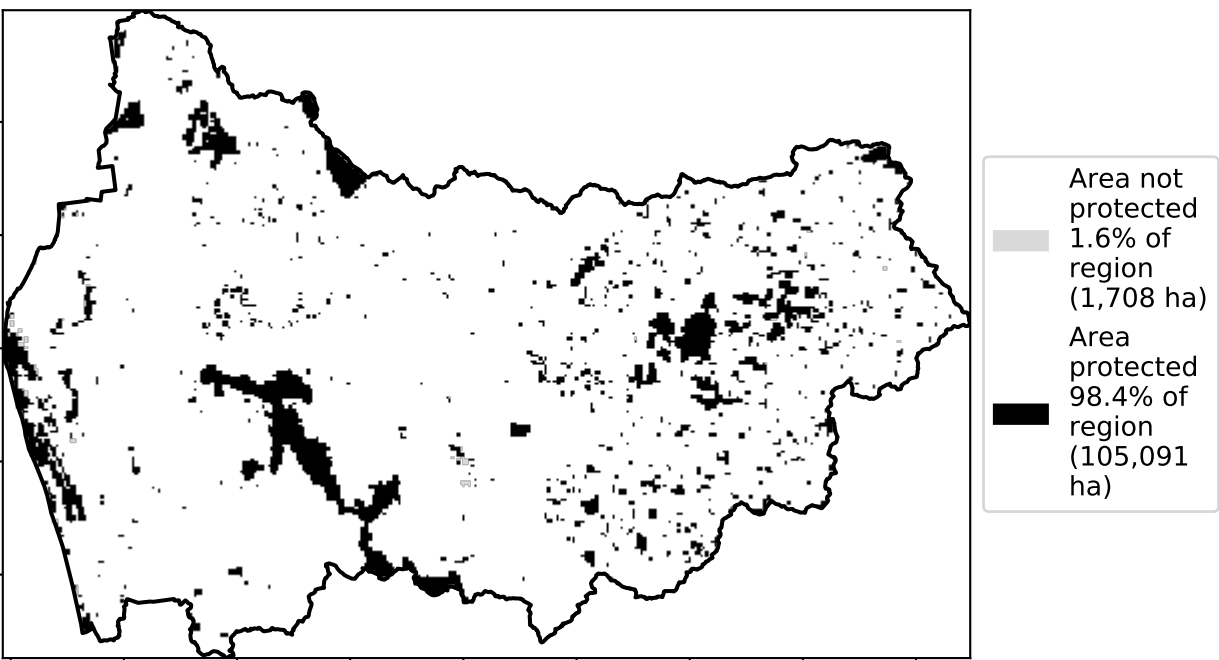 Area not
protected
1.6% of
region
(1,708 ha)
Area
protected
98.4% of
region
(105,091
ha)